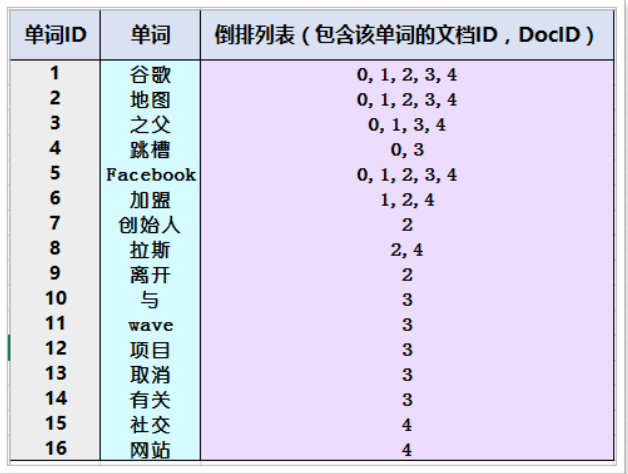 单词ID 单词 倒排列表（包含该单词的文档ID，DocID）
1 谷歌 0, 1, 2, 3, 4
2 地图 0, 1, 2, 3, 4
3 之父 0, 1, 3, 4
4 跳槽 0, 3
5 Facebook 0, 1, 2, 3, 4
6 加盟 1, 2, 4
7 创始人 2
8 拉斯 2, 4
9 离开 2
10 与 3
11 wave 3
12 项目 3
13 取消 3
14 有关 3
15 社交 4
16 网站 4